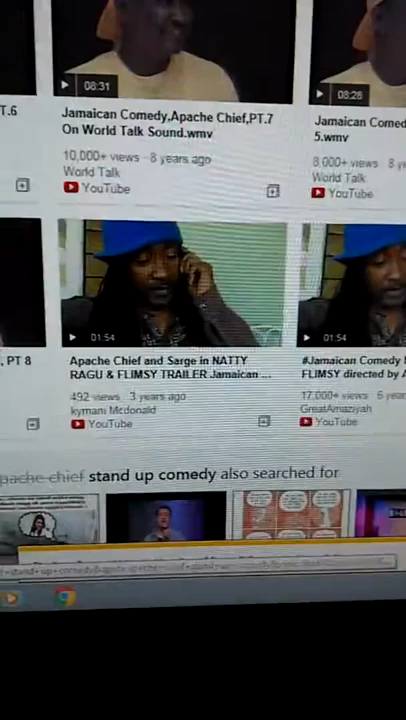 08:31
08:26
T.6
Jamaican Comedy,Apache Chief,PT.7
On World Talk Sound.wmv
10,000+ views · 8 years ago
World Talk
YouTube
Jamaican Comed
5.wmv
8,000+ views · 8 ye
World Talk
YouTube
01:54
01:54
, PT 8
Apache Chief and Sarge in NATTY
RAGU & FLIMSY TRAILER Jamaican ...
492 views · 3 years ago
kymani Mcdonald
YouTube
#Jamaican Comedy
FLIMSY directed by A
17,000+ views · 6 year
GreatAmaziyah
YouTube
pache chief stand up comedy also searched for